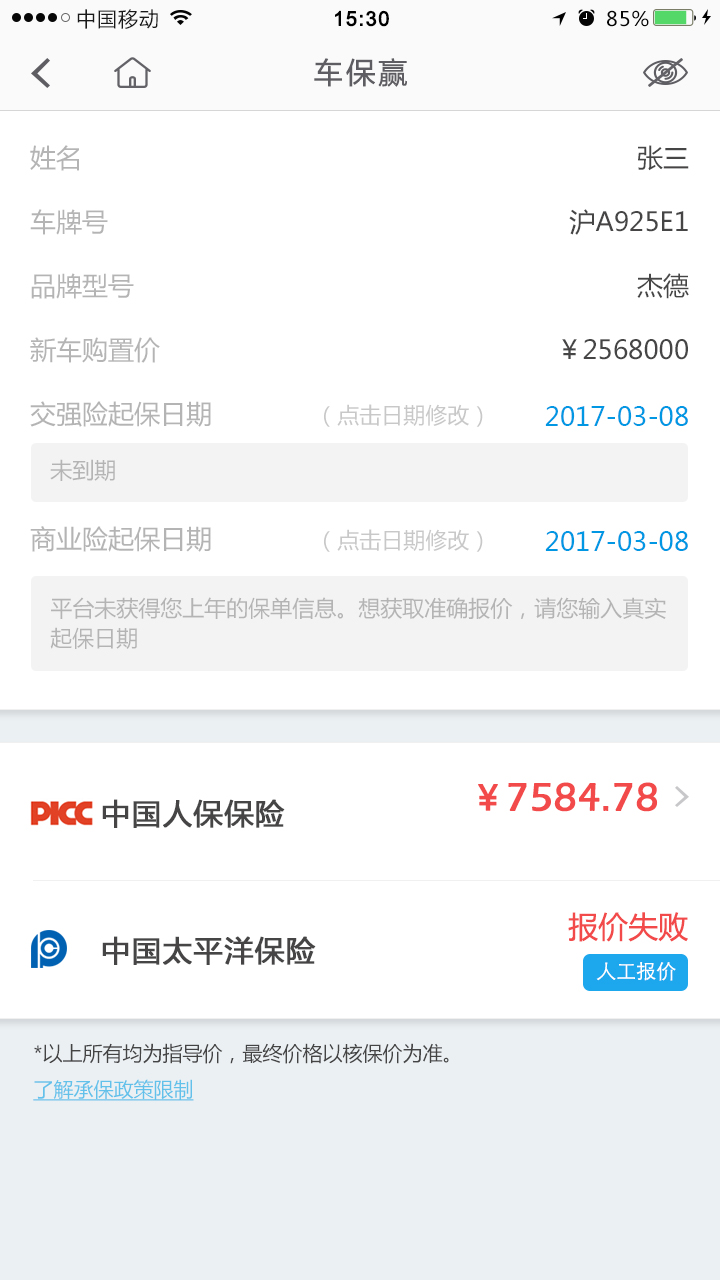 中国移动 15:30 85%
车保赢
姓名 张三
车牌号 沪A925E1
品牌型号 杰德
新车购置价 ¥2568000
交强险起保日期 （点击日期修改） 2017-03-08
未到期
商业险起保日期 （点击日期修改） 2017-03-08
平台未获得您上年的保单信息。想获取准确报价，请您输入真实
起保日期
PICC 中国人保保险 ¥7584.78
中国太平洋保险 报价失败
人工报价
*以上所有均为指导价，最终价格以核保价为准。
了解承保政策限制